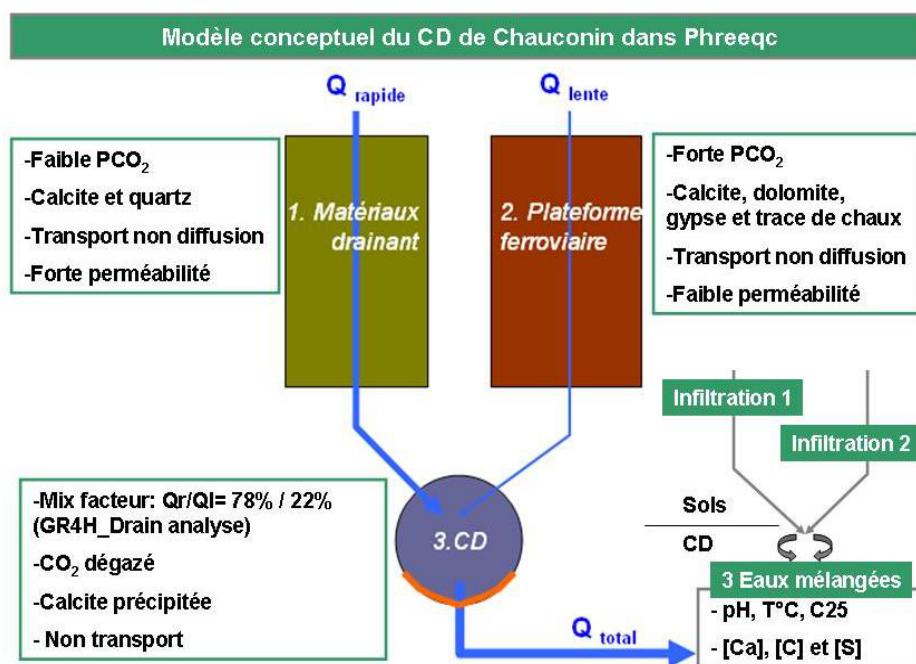 Modèle conceptuel du CD de Chauconin dans Phreeqc
Q rapide
Q lente
-Faible PCO₂
-Calcite et quartz
-Transport non diffusion
-Forte perméabilité
1. Matériaux
drainant
2. Plateforme
ferroviaire
-Forte PCO₂
-Calcite, dolomite,
gypse et trace de chaux
-Transport non diffusion
-Faible perméabilité
Infiltration 1
Infiltration 2
-Mix facteur: Qr/Ql= 78% / 22%
(GR4H_Drain analyse)
-CO₂ dégazé
-Calcite précipitée
- Non transport
3.CD
Sols
CD
3 Eaux mélangées
- pH, T°C, C25
- [Ca], [C] et [S]
Q total